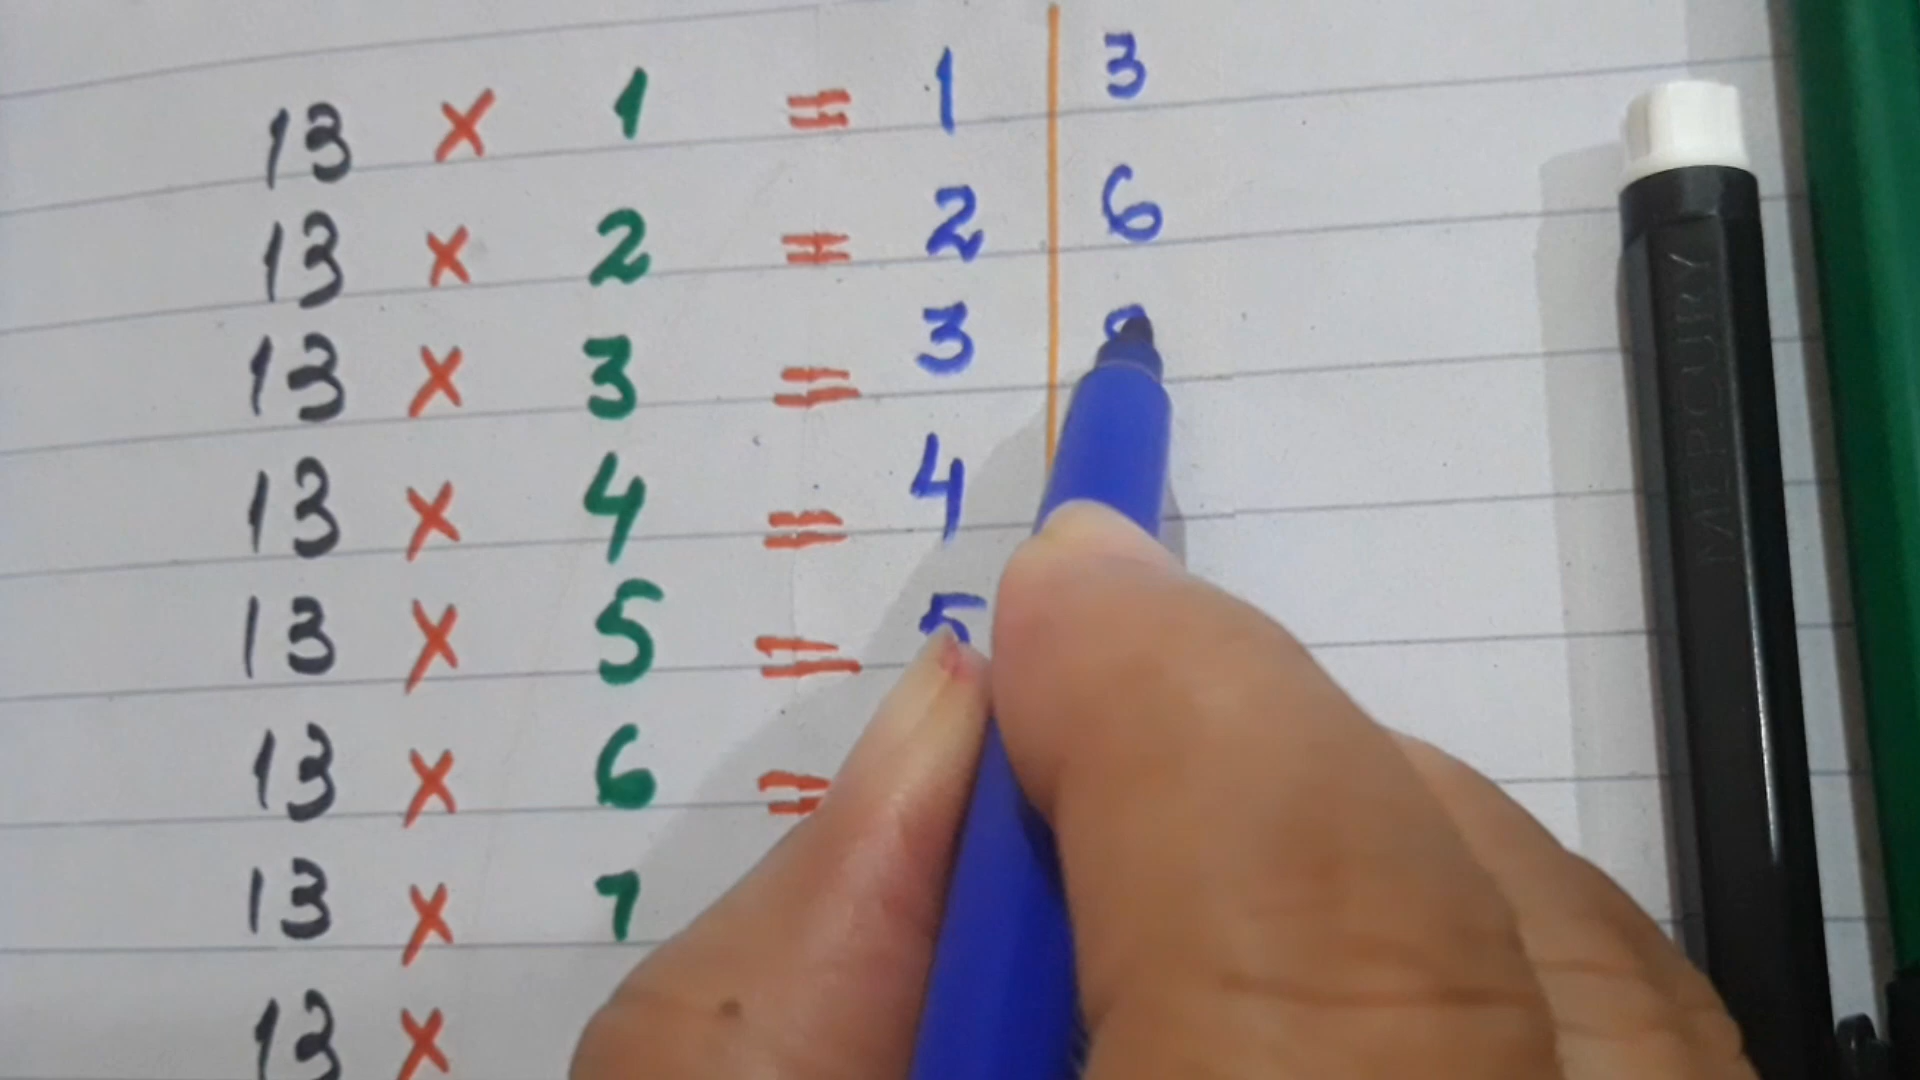 13 × 1 = 1 3
13 × 2 = 2 6
13 × 3 = 3
13 × 4 = 4
13 × 5 = 5
13 × 6 =
13 × 7
13 ×
MERCURY